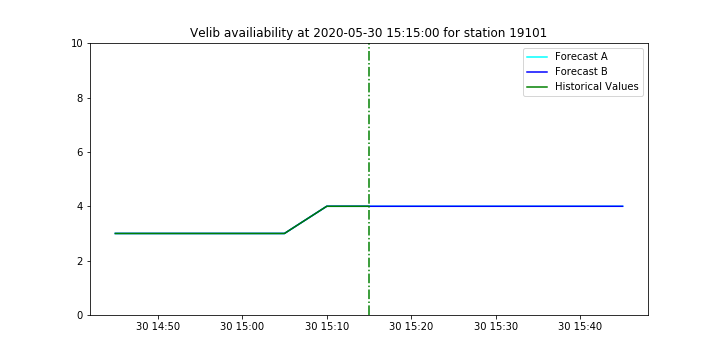 Velib availiability at 2020-05-30 15:15:00 for station 19101
10
8
6
4
2
0
Forecast A
Forecast B
Historical Values
30 14:50 30 15:00 30 15:10 30 15:20 30 15:30 30 15:40